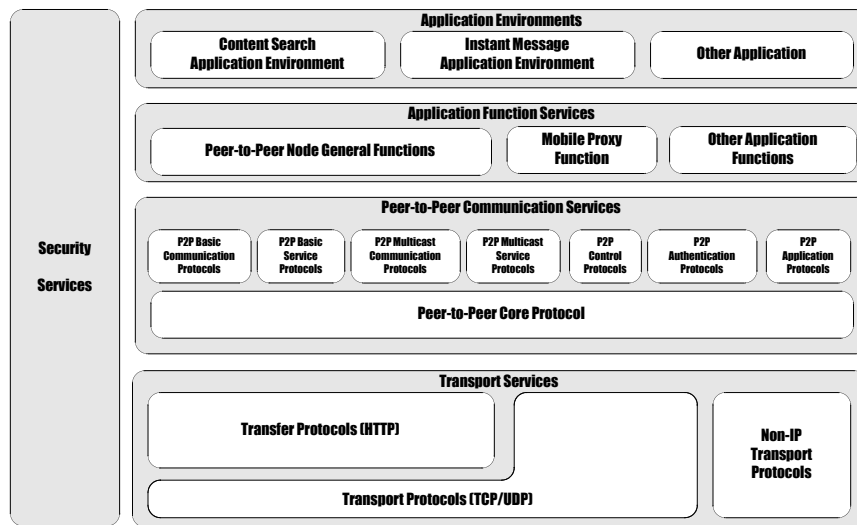 Application Environments
Content Search
Application Environment
Instant Message
Application Environment
Other Application
Application Function Services
Peer-to-Peer Node General Functions
Mobile Proxy
Function
Other Application
Functions
Security
Services
Peer-to-Peer Communication Services
P2P Basic
Communication
Protocols
P2P Basic
Service
Protocols
P2P Multicast
Communication
Protocols
P2P Multicast
Service
Protocols
P2P
Control
Protocols
P2P
Authentication
Protocols
P2P
Application
Protocols
Peer-to-Peer Core Protocol
Transport Services
Transfer Protocols (HTTP)
Transport Protocols (TCP/UDP)
Non-IP
Transport
Protocols